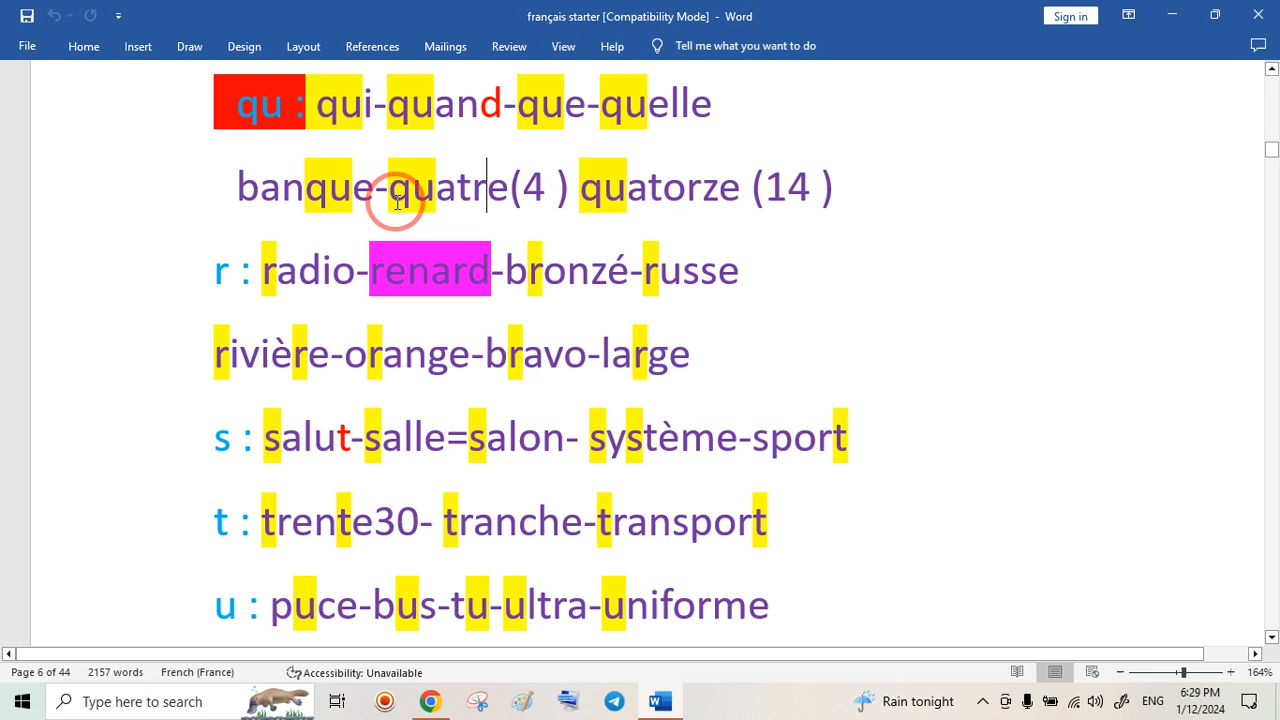 français starter [Compatibility Mode] - Word
Sign in
File Home Insert Draw Design Layout References Mailings Review View Help Tell me what you want to do
qu : qui-quand-que-quelle
banque-quatre(4 ) quatorze (14 )
r : radio-renard-bronzé-russe
rivière-orange-bravo-large
s : salut-salle=salon- système-sport
t : trente30- tranche-transport
u : puce-bus-tu-ultra-uniforme
Page 6 of 44 2157 words French (France) Accessibility: Unavailable 164%
Type here to search Rain tonight ENG 6:29 PM
1/12/2024